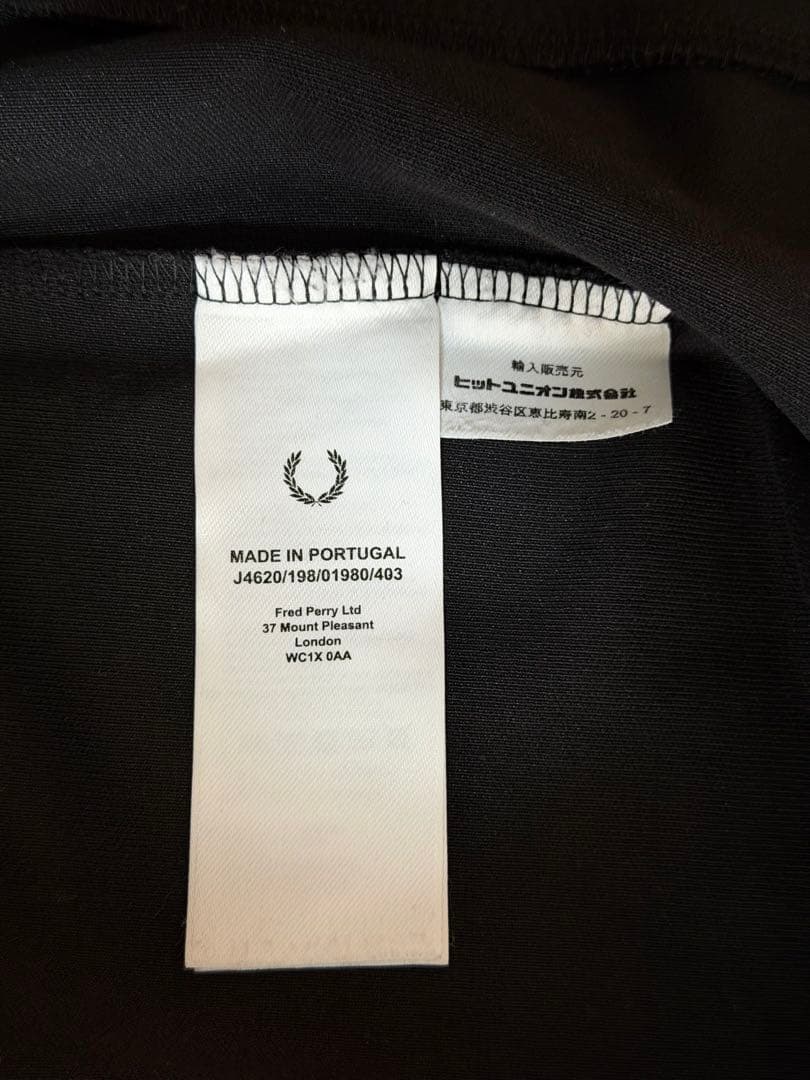 MADE IN PORTUGAL
J4620/198/01980/403
Fred Perry Ltd
37 Mount Pleasant
London
WC1X 0AA
輸入販売元
ヒットユニオン株式会社
東京都渋谷区恵比寿南2-20-7